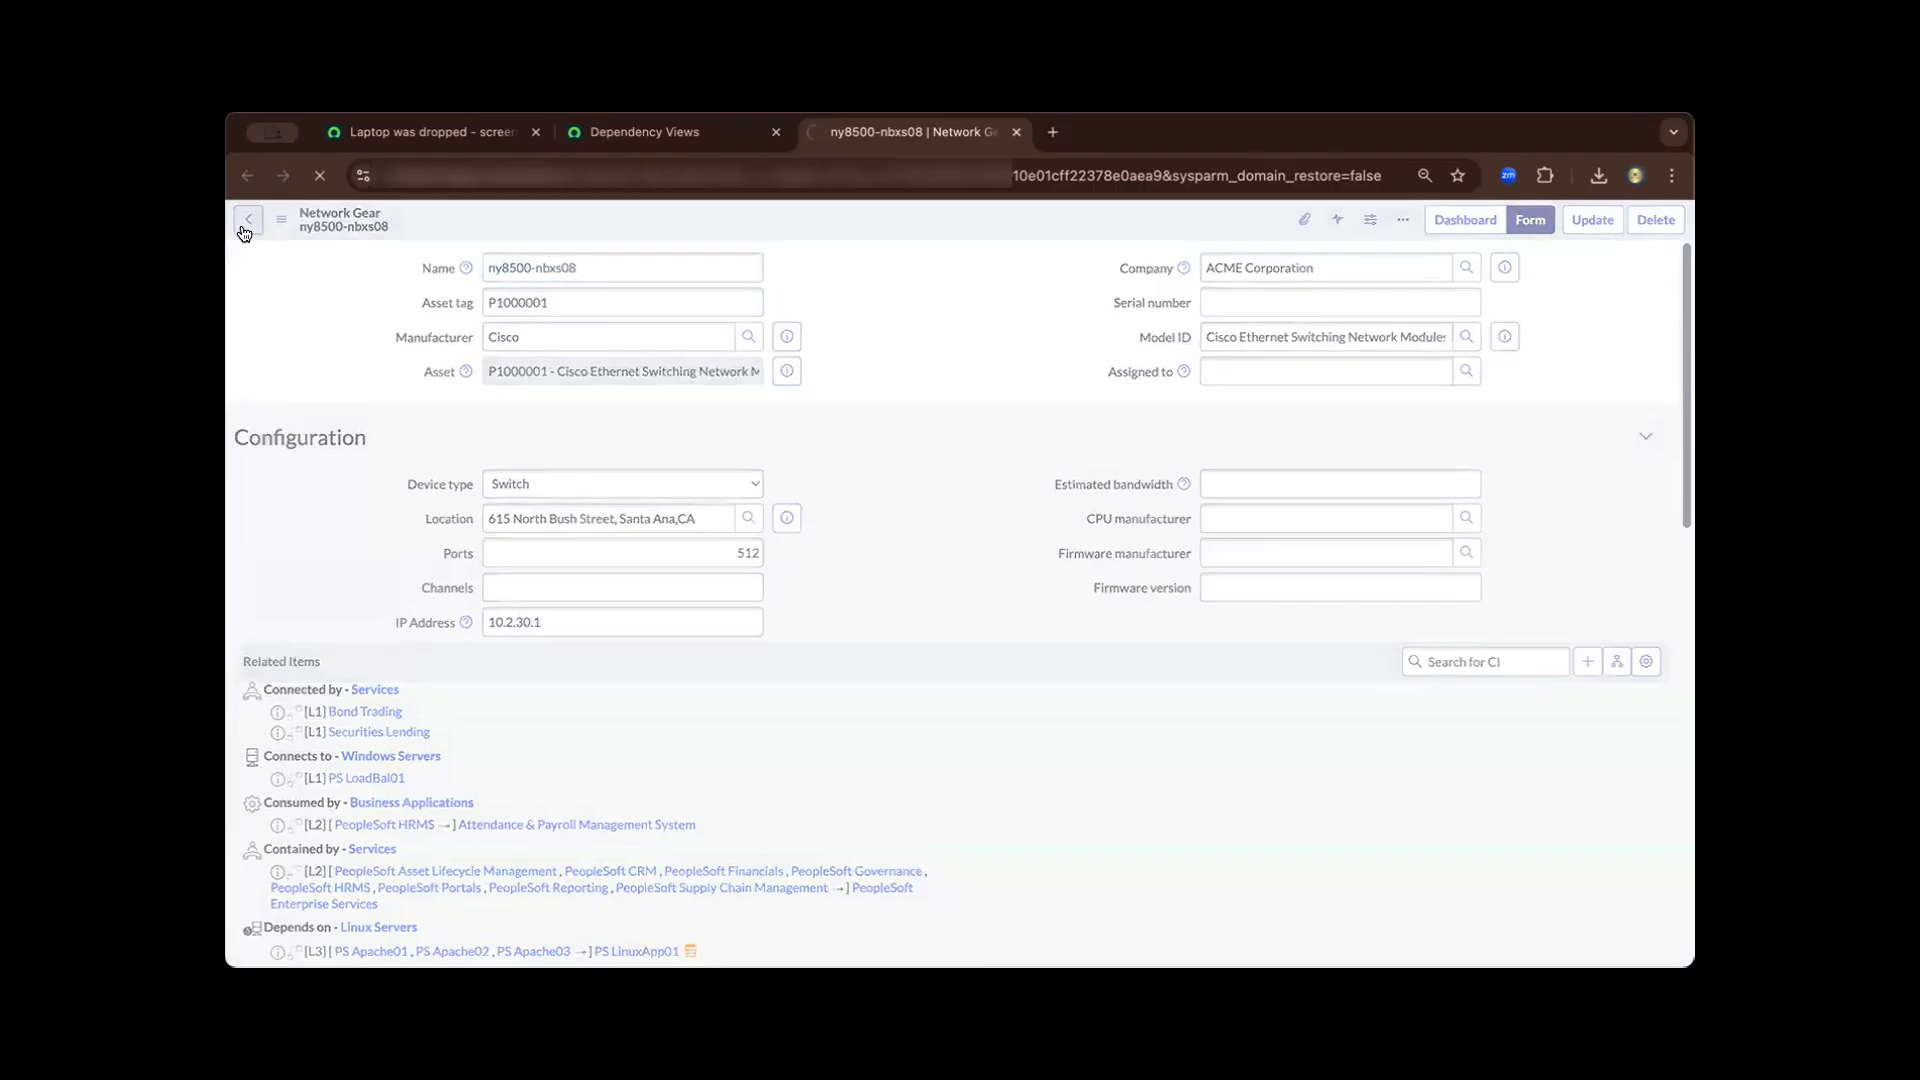 Laptop was dropped - screen
Dependency Views
ny8500-nbxs08 | Network Ge
10e01cff22378e0aea9&sysparm_domain_restore=false
zm
Network Gear
ny8500-nbxs08
Dashboard
Form
Update
Delete
Name
ny8500-nbxs08
Company
ACME Corporation
Asset tag
P1000001
Serial number
Manufacturer
Cisco
Model ID
Cisco Ethernet Switching Network Modules
Asset
P1000001 - Cisco Ethernet Switching Network M
Assigned to
Configuration
Device type
Switch
Estimated bandwidth
Location
615 North Bush Street, Santa Ana,CA
CPU manufacturer
Ports
512
Firmware manufacturer
Channels
Firmware version
IP Address
10.2.30.1
Related Items
Search for CI
Connected by - Services
[L1] Bond Trading
[L1] Securities Lending
Connects to - Windows Servers
[L1] PS LoadBal01
Consumed by - Business Applications
[L2] [ PeopleSoft HRMS → ] Attendance & Payroll Management System
Contained by - Services
[L2] [ PeopleSoft Asset Lifecycle Management , PeopleSoft CRM , PeopleSoft Financials , PeopleSoft Governance ,
PeopleSoft HRMS , PeopleSoft Portals , PeopleSoft Reporting , PeopleSoft Supply Chain Management → ] PeopleSoft
Enterprise Services
Depends on - Linux Servers
[L3] [ PS Apache01 , PS Apache02 , PS Apache03 → ] PS LinuxApp01